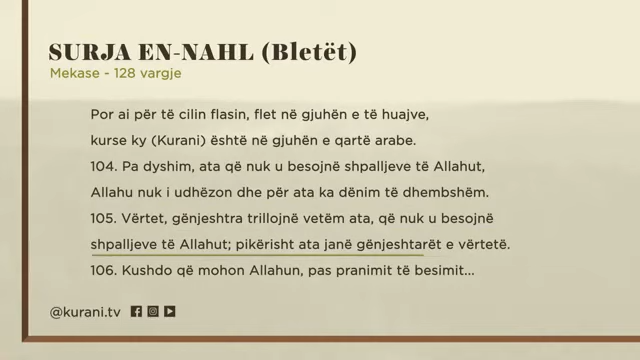 SURJA EN-NAHL (Bletët)
Mekase - 128 vargje
Por ai për të cilin flasin, flet në gjuhën e të huajve,
kurse ky (Kurani) është në gjuhën e qartë arabe.
104. Pa dyshim, ata që nuk u besojnë shpalljeve të Allahut,
Allahu nuk i udhëzon dhe për ata ka dënim të dhembshëm.
105. Vërtet, gënjeshtra trillojnë vetëm ata, që nuk u besojnë
shpalljeve të Allahut; pikërisht ata janë gënjeshtarët e vërtetë.
106. Kushdo që mohon Allahun, pas pranimit të besimit...
@kurani.tv